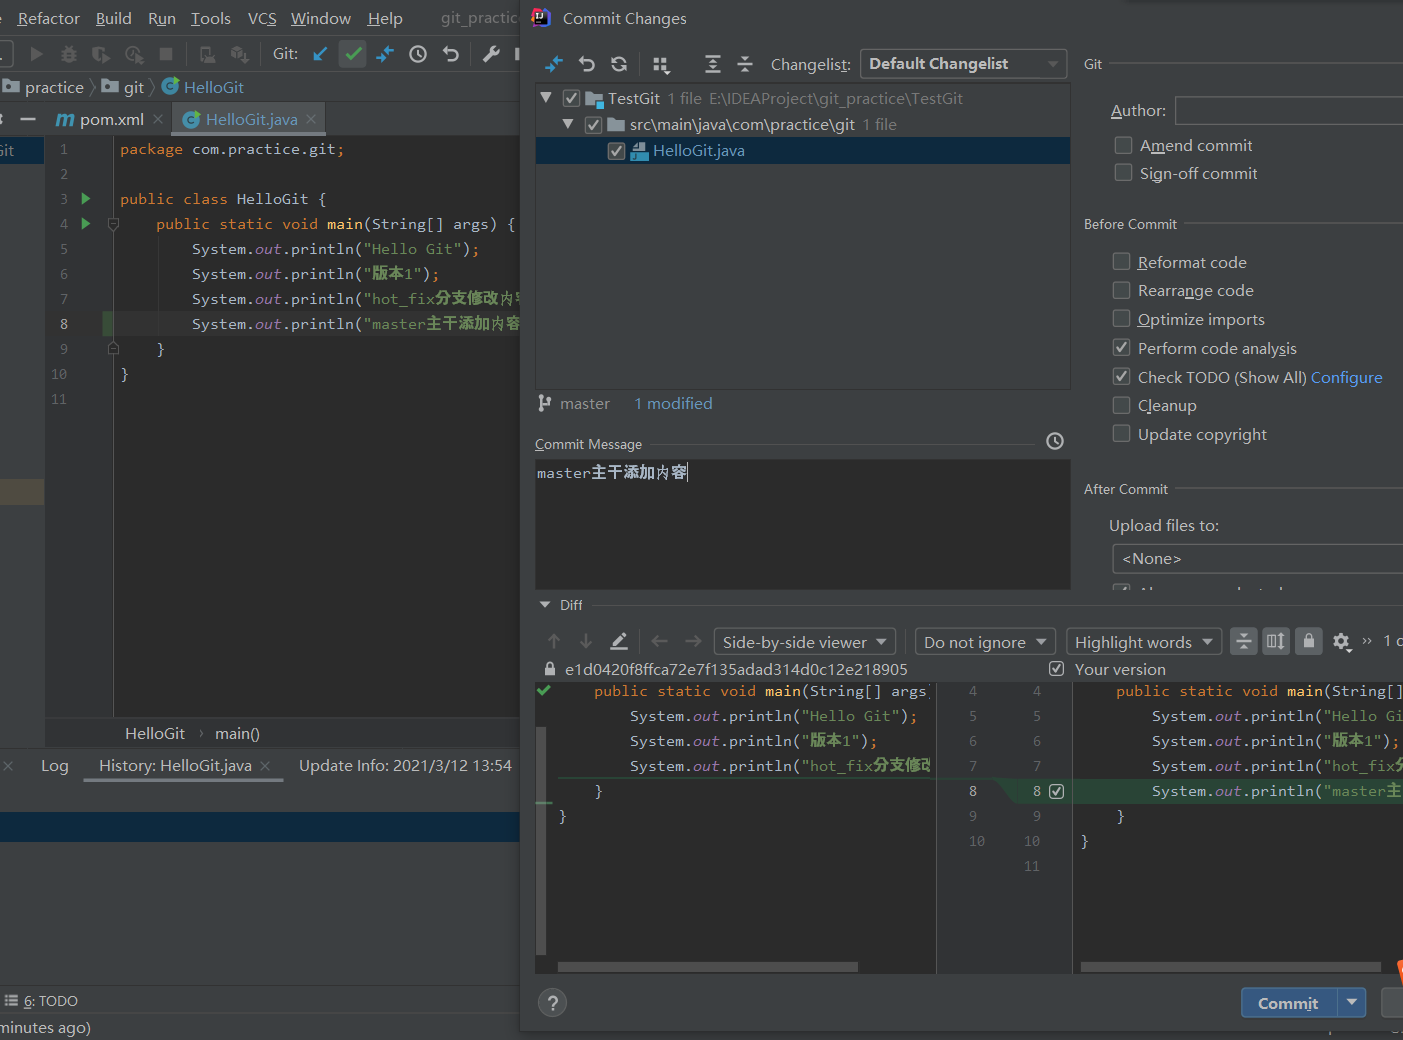 Refactor Build Run Tools VCS Window Help git_practice
Git:
practice git HelloGit
pom.xml HelloGit.java
1 package com.practice.git;
2
3 public class HelloGit {
4 public static void main(String[] args) {
5 System.out.println("Hello Git");
6 System.out.println("版本1");
7 System.out.println("hot_fix分支修改内容
8 System.out.println("master主干添加内容
9 }
10 }
11
HelloGit › main()
Log History: HelloGit.java Update Info: 2021/3/12 13:54
6: TODO
minutes ago)
Commit Changes
Changelist: Default Changelist
TestGit 1 file E:\IDEAProject\git_practice\TestGit
src\main\java\com\practice\git 1 file
HelloGit.java
master 1 modified
Commit Message
master主干添加内容
Git
Author:
Amend commit
Sign-off commit
Before Commit
Reformat code
Rearrange code
Optimize imports
Perform code analysis
Check TODO (Show All) Configure
Cleanup
Update copyright
After Commit
Upload files to:
<None>
Diff
Side-by-side viewer Do not ignore Highlight words » 1
e1d0420f8ffca72e7f135adad314d0c12e218905 Your version
public static void main(String[] args 4 4 public static void main(String[]
System.out.println("Hello Git"); 5 5 System.out.println("Hello Gi
System.out.println("版本1"); 6 6 System.out.println("版本1");
System.out.println("hot_fix分支修改 7 7 System.out.println("hot_fix分
} 8 8 System.out.println("master主
} 9 9 }
10 10 }
11
? Commit